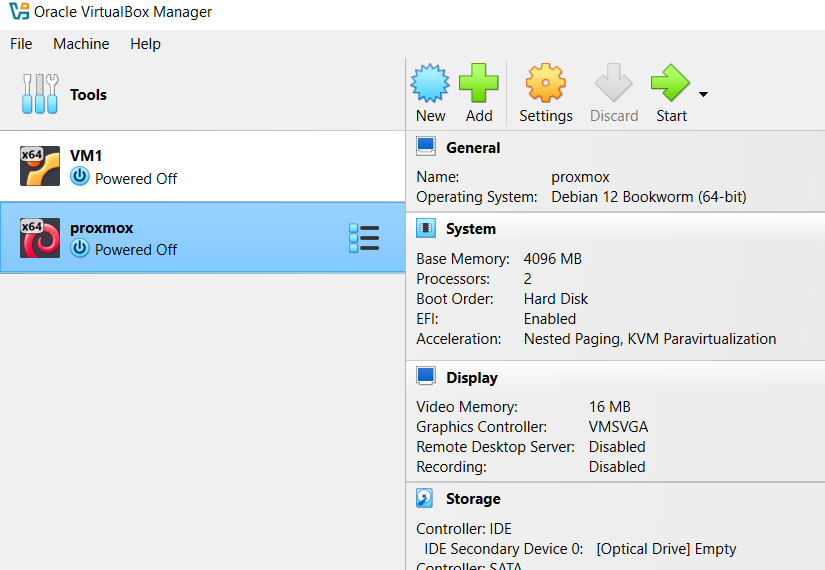 Oracle VirtualBox Manager
File Machine Help
Tools
New Add Settings Discard Start
x64 VM1
Powered Off
x64 proxmox
Powered Off
General
Name: proxmox
Operating System: Debian 12 Bookworm (64-bit)
System
Base Memory: 4096 MB
Processors: 2
Boot Order: Hard Disk
EFI: Enabled
Acceleration: Nested Paging, KVM Paravirtualization
Display
Video Memory: 16 MB
Graphics Controller: VMSVGA
Remote Desktop Server: Disabled
Recording: Disabled
Storage
Controller: IDE
IDE Secondary Device 0: [Optical Drive] Empty
Controller: SATA